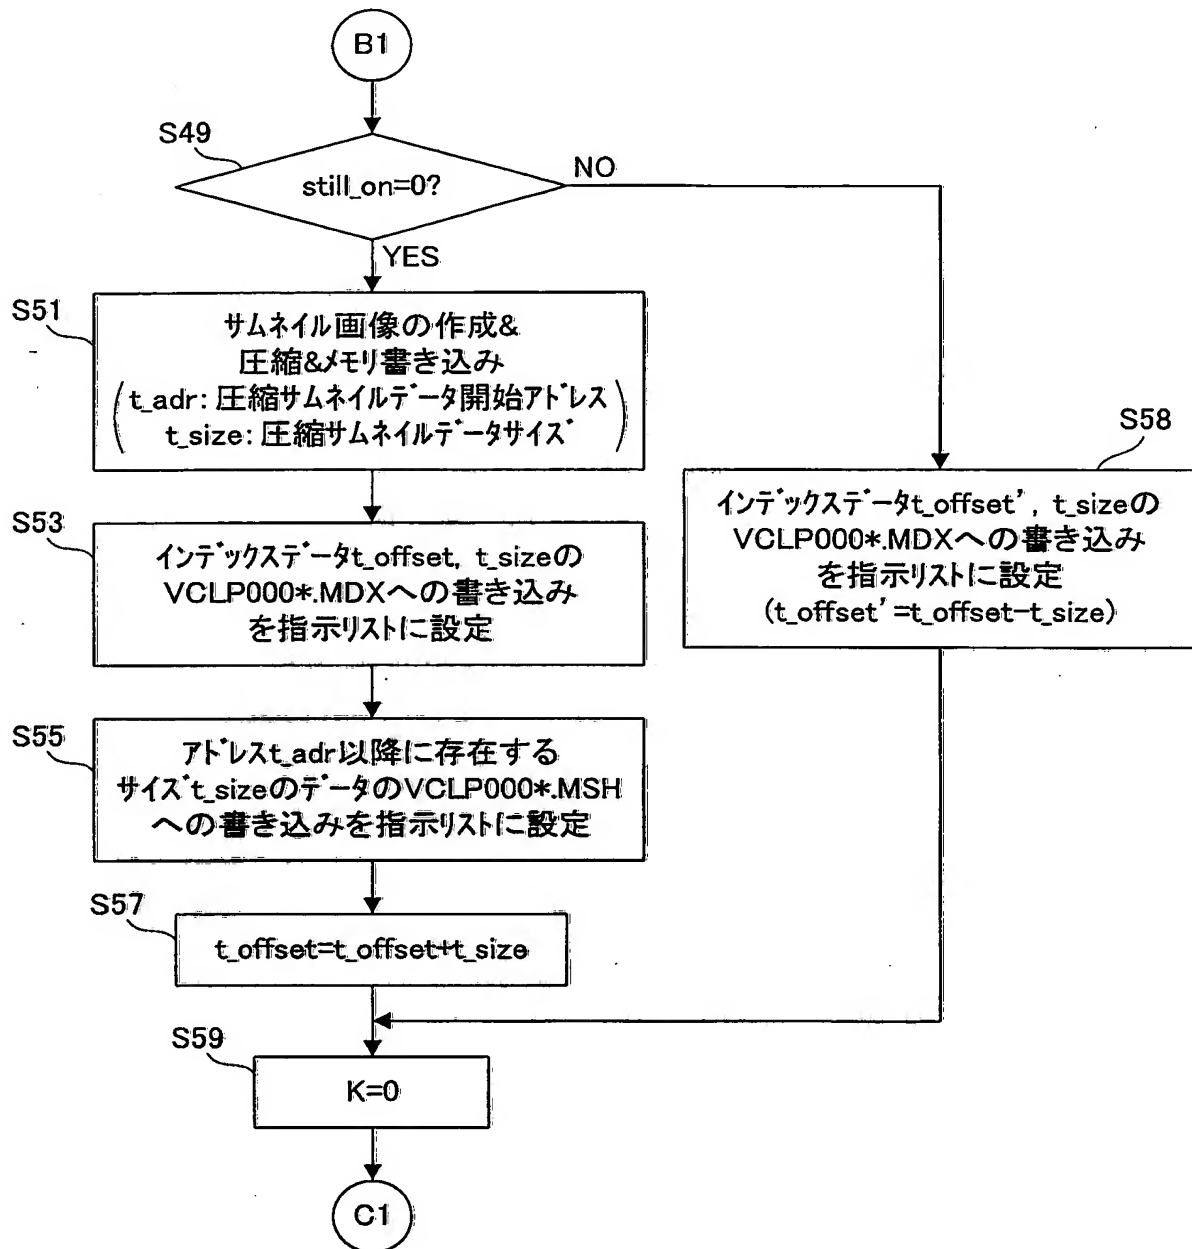 B1
S49
still_on=0?
NO
YES
S51
サムネイル画像の作成&
圧縮&メモリ書き込み
t_adr:圧縮サムネイルデータ開始アドレス
t_size:圧縮サムネイルデータサイズ
S53
インデックスデータt_offset, t_sizeの
VCLP000*.MDXへの書き込み
を指示リストに設定
S58
インデックスデータt_offset', t_sizeの
VCLP000*.MDXへの書き込み
を指示リストに設定
(t_offset'=t_offset-t_size)
S55
アドレスt_adr以降に存在する
サイズt_sizeのデータのVCLP000*.MSH
への書き込みを指示リストに設定
S57
t_offset=t_offset+t_size
S59
K=0
C1